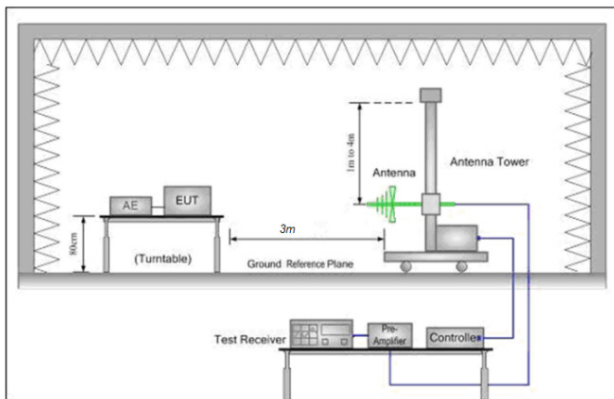 1m to 4m
Antenna
Antenna Tower
AE
EUT
80cm
(Turntable)
3m
Ground Reference Plane
Test Receiver
Pre-
Amplifier
Controller